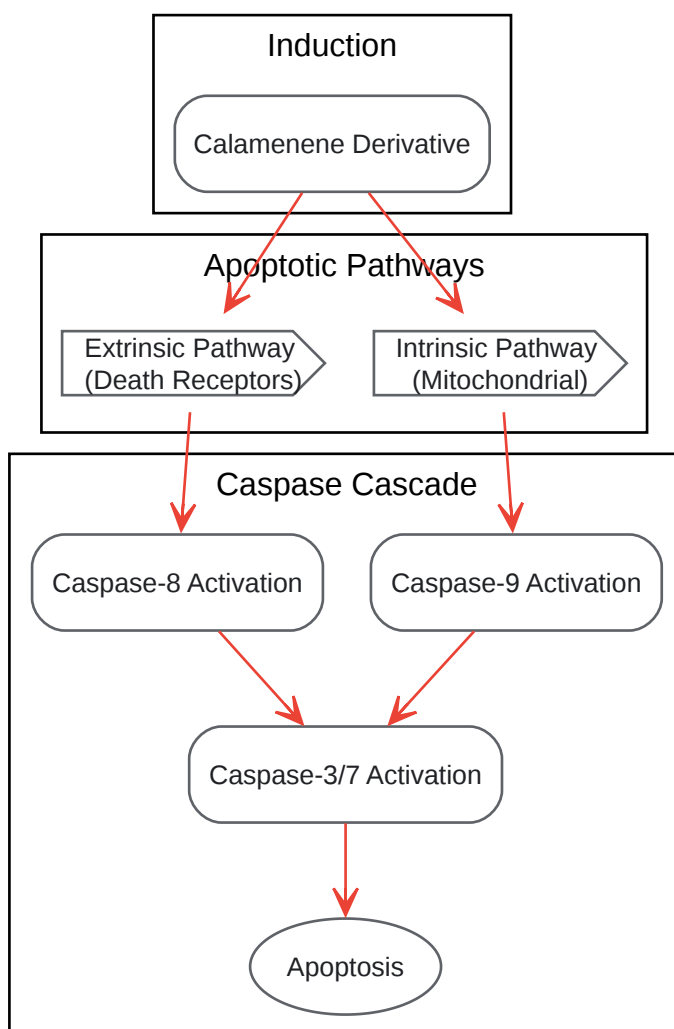 Induction
Calamenene Derivative
Apoptotic Pathways
Extrinsic Pathway
(Death Receptors)
Intrinsic Pathway
(Mitochondrial)
Caspase Cascade
Caspase-8 Activation
Caspase-9 Activation
Caspase-3/7 Activation
Apoptosis